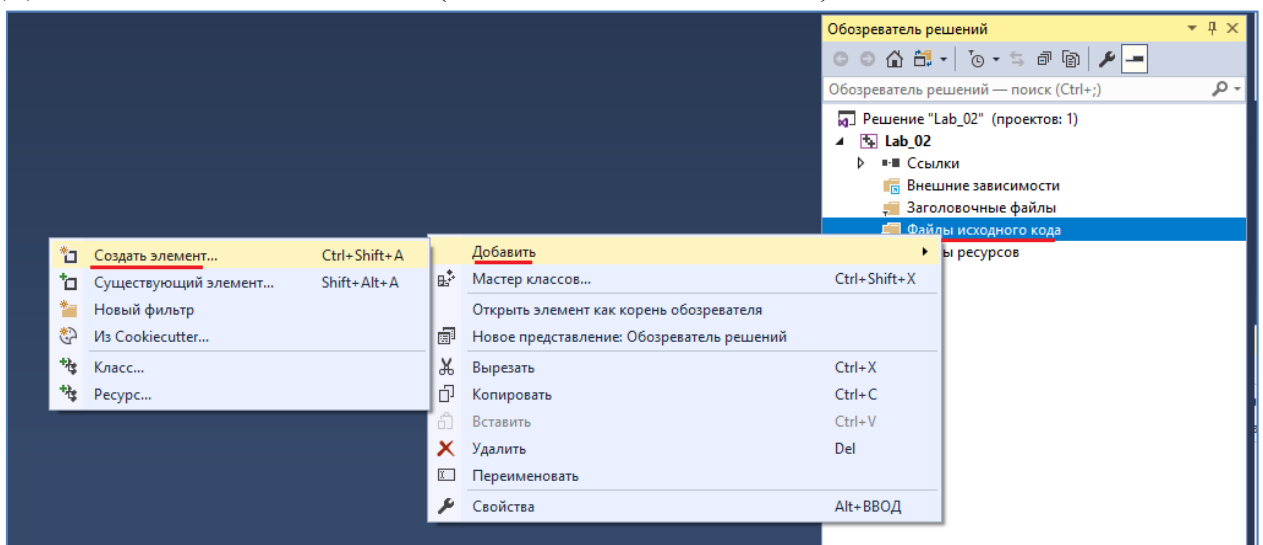 Обозреватель решений
Обозреватель решений — поиск (Ctrl+;)
Решение "Lab_02" (проектов: 1)
Lab_02
Ссылки
Внешние зависимости
Заголовочные файлы
Файлы исходного кода
ы ресурсов
Добавить
Мастер классов... Ctrl+Shift+X
Открыть элемент как корень обозревателя
Новое представление: Обозреватель решений
Вырезать Ctrl+X
Копировать Ctrl+C
Вставить Ctrl+V
Удалить Del
Переименовать
Свойства Alt+ВВОД
Создать элемент... Ctrl+Shift+A
Существующий элемент... Shift+Alt+A
Новый фильтр
Из Cookiecutter...
Класс...
Ресурс...